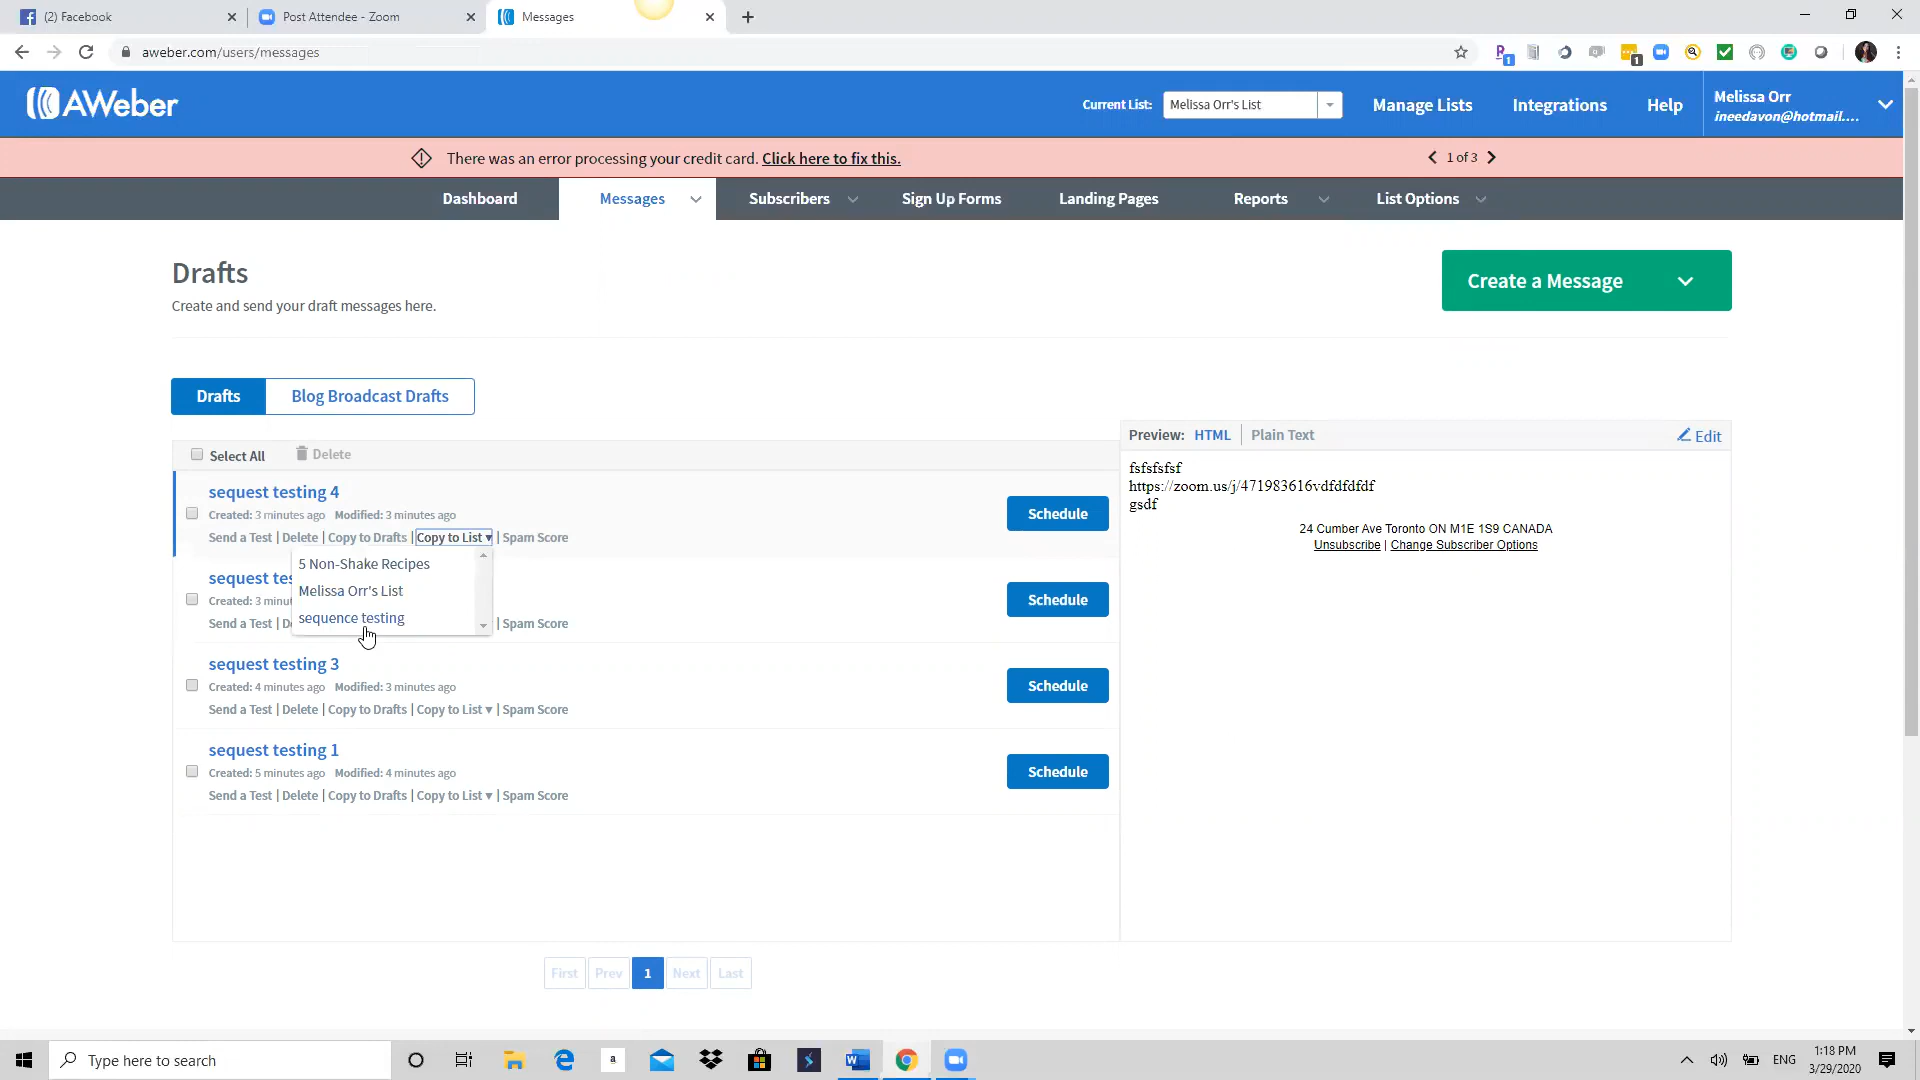 (2) Facebook
Post Attendee - Zoom
Messages
aweber.com/users/messages
AWeber
Current List:
Melissa Orr's List
Manage Lists
Integrations
Help
Melissa Orr
ineedavon@hotmail....
There was an error processing your credit card. Click here to fix this.
1 of 3
Dashboard
Messages
Subscribers
Sign Up Forms
Landing Pages
Reports
List Options
Drafts
Create and send your draft messages here.
Create a Message
Drafts
Blog Broadcast Drafts
Select All
Delete
Preview: HTML | Plain Text
Edit
sequest testing 4
Created: 3 minutes ago Modified: 3 minutes ago
Send a Test | Delete | Copy to Drafts | Copy to List ▾ | Spam Score
Schedule
5 Non-Shake Recipes
Melissa Orr's List
sequence testing
sequest te
Created: 3 minut
Send a Test | D
| Spam Score
Schedule
sequest testing 3
Created: 4 minutes ago Modified: 3 minutes ago
Send a Test | Delete | Copy to Drafts | Copy to List ▾ | Spam Score
Schedule
sequest testing 1
Created: 5 minutes ago Modified: 4 minutes ago
Send a Test | Delete | Copy to Drafts | Copy to List ▾ | Spam Score
Schedule
fsfsfsfsf
https://zoom.us/j/471983616vdfdfdfdf
gsdf
24 Cumber Ave Toronto ON M1E 1S9 CANADA
Unsubscribe | Change Subscriber Options
First
Prev
1
Next
Last
Type here to search
ENG
1:18 PM
3/29/2020